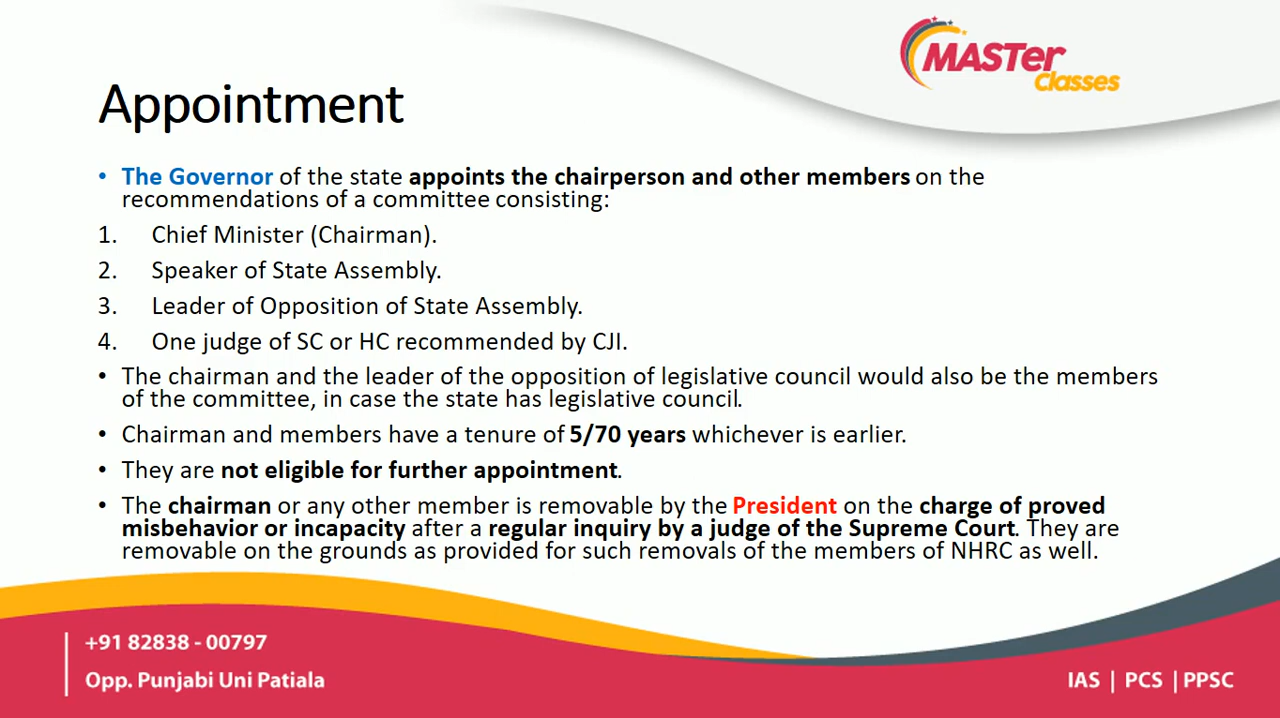 MASTer
Classes
Appointment
• The Governor of the state appoints the chairperson and other members on the
recommendations of a committee consisting:
1. Chief Minister (Chairman).
2. Speaker of State Assembly.
3. Leader of Opposition of State Assembly.
4. One judge of SC or HC recommended by CJI.
• The chairman and the leader of the opposition of legislative council would also be the members
of the committee, in case the state has legislative council.
• Chairman and members have a tenure of 5/70 years whichever is earlier.
• They are not eligible for further appointment.
• The chairman or any other member is removable by the President on the charge of proved
misbehavior or incapacity after a regular inquiry by a judge of the Supreme Court. They are
removable on the grounds as provided for such removals of the members of NHRC as well.
+91 82838 - 00797
Opp. Punjabi Uni Patiala
IAS | PCS | PPSC